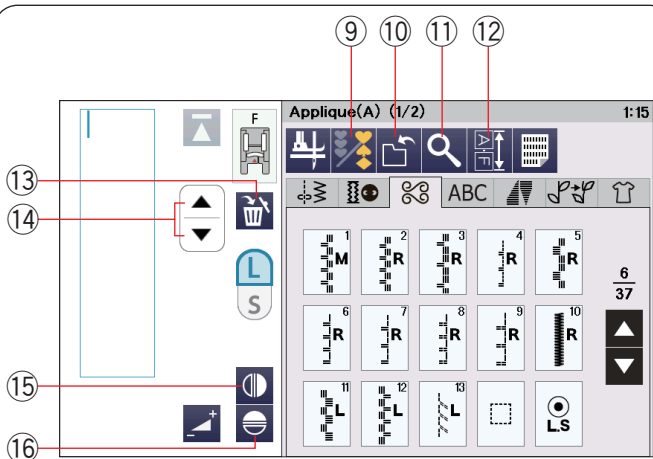 ⑨ ⑩ ⑪ ⑫
Applique(A) (1/2) 1:15
F
A F
⑬
⑭
ABC
1 M 2 R 3 R 4 R 5 R
6
37
L
S
6 R 7 R 8 R 9 R 10 R
⑮
11 L 12 L 13 L L.S
⑯